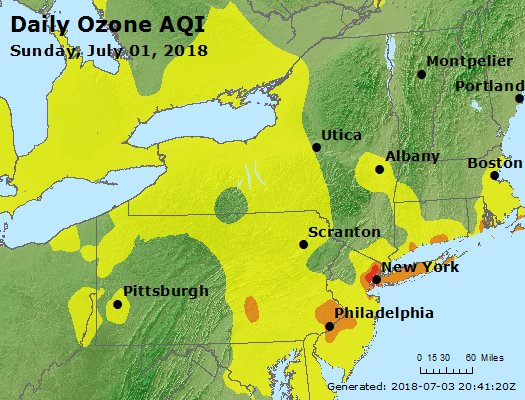 Daily Ozone AQI
Sunday, July 01, 2018
Montpelier
Portland
Utica
Albany
Boston
Scranton
New York
Pittsburgh
Philadelphia
0 15 30 60 Miles
Generated: 2018-07-03 20:41:20Z